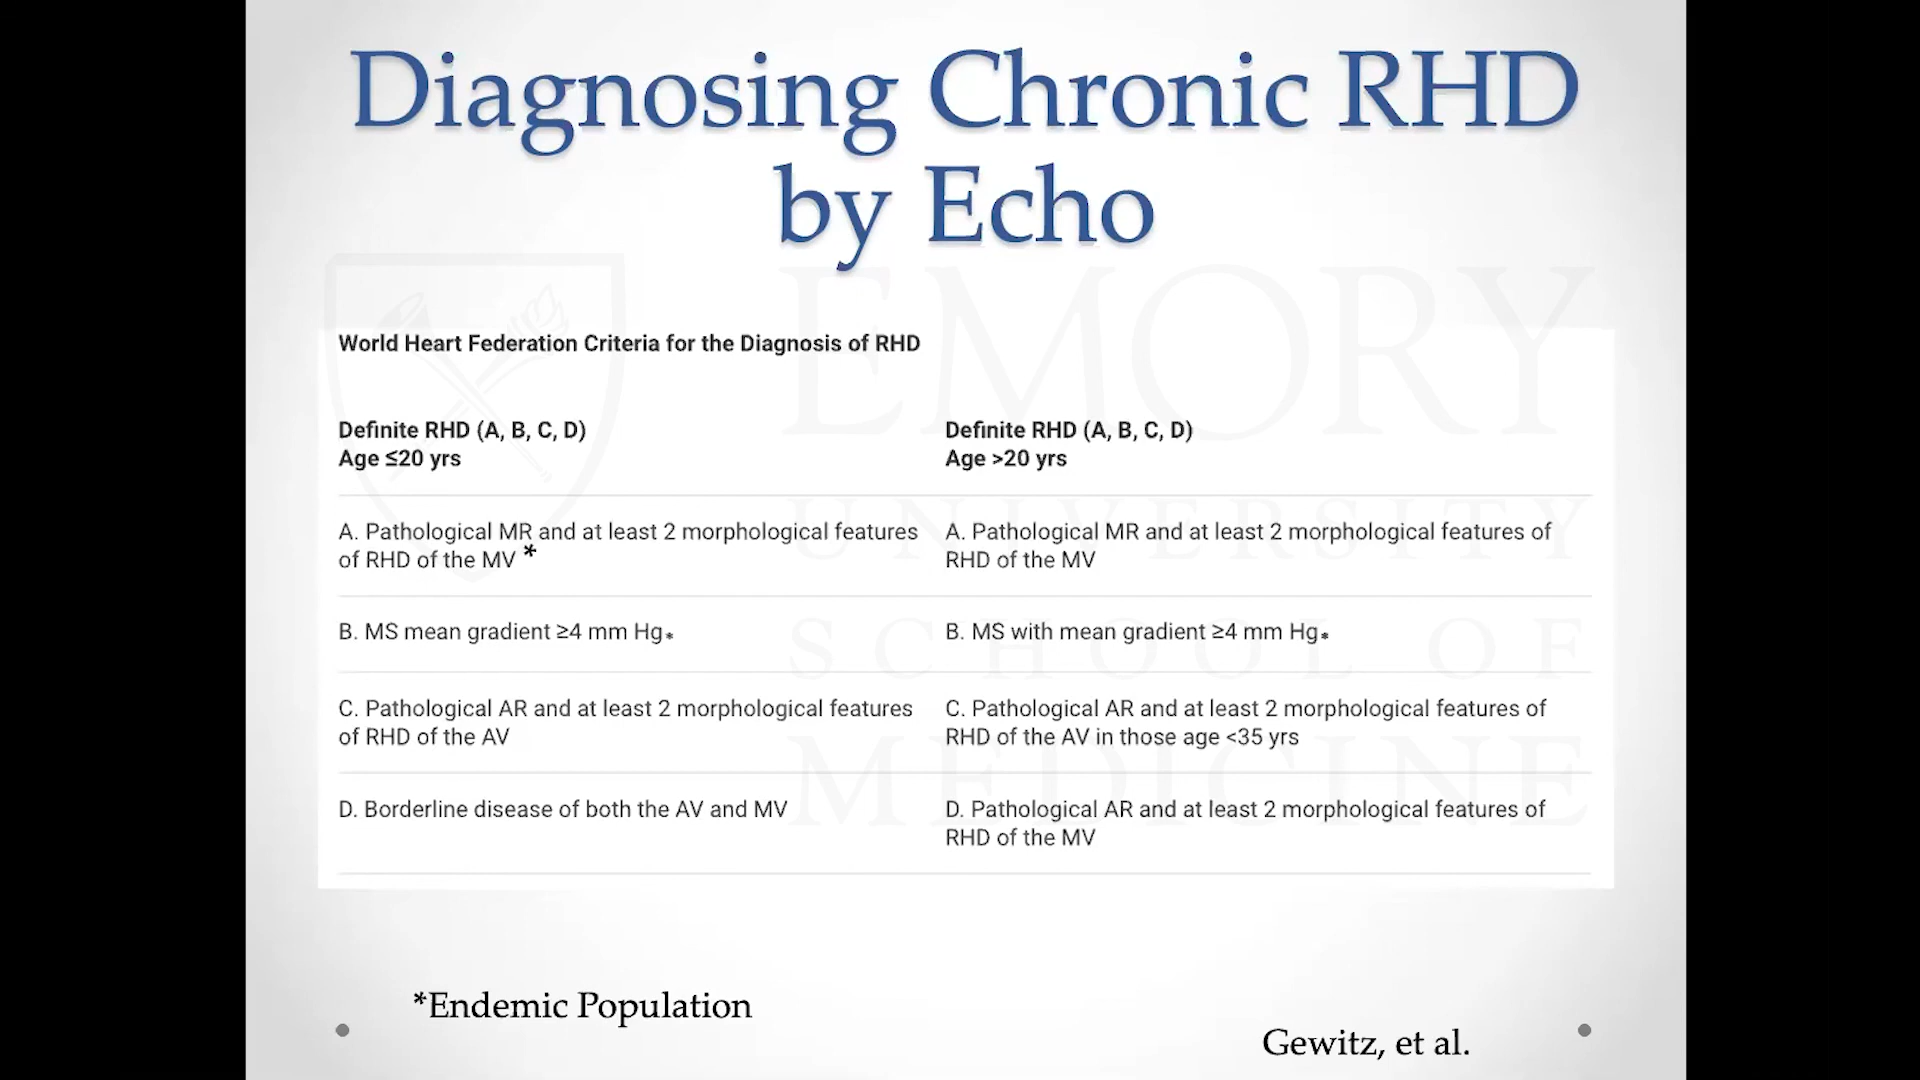 Diagnosing Chronic RHD
by Echo
World Heart Federation Criteria for the Diagnosis of RHD
Definite RHD (A, B, C, D)
Age ≤20 yrs
Definite RHD (A, B, C, D)
Age >20 yrs
A. Pathological MR and at least 2 morphological features
of RHD of the MV *
A. Pathological MR and at least 2 morphological features of
RHD of the MV
B. MS mean gradient ≥4 mm Hg*
B. MS with mean gradient ≥4 mm Hg*
C. Pathological AR and at least 2 morphological features
of RHD of the AV
C. Pathological AR and at least 2 morphological features of
RHD of the AV in those age <35 yrs
D. Borderline disease of both the AV and MV
D. Pathological AR and at least 2 morphological features of
RHD of the MV
*Endemic Population
Gewitz, et al.
EMORY
UNIVERSITY
SCHOOL OF
MEDICINE